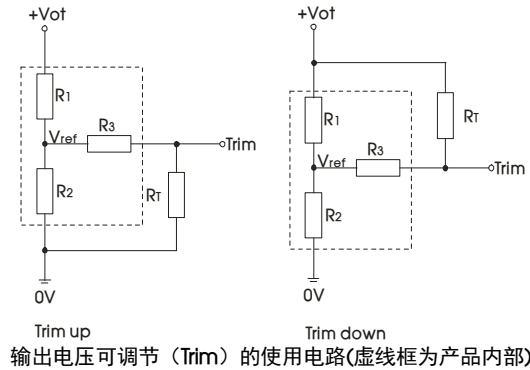 +Vot
R1
Vref
R3
Trim
R2
RT
0V
Trim up
+Vot
R1
RT
Vref
R3
Trim
R2
0V
Trim down
输出电压可调节（Trim）的使用电路(虚线框为产品内部)